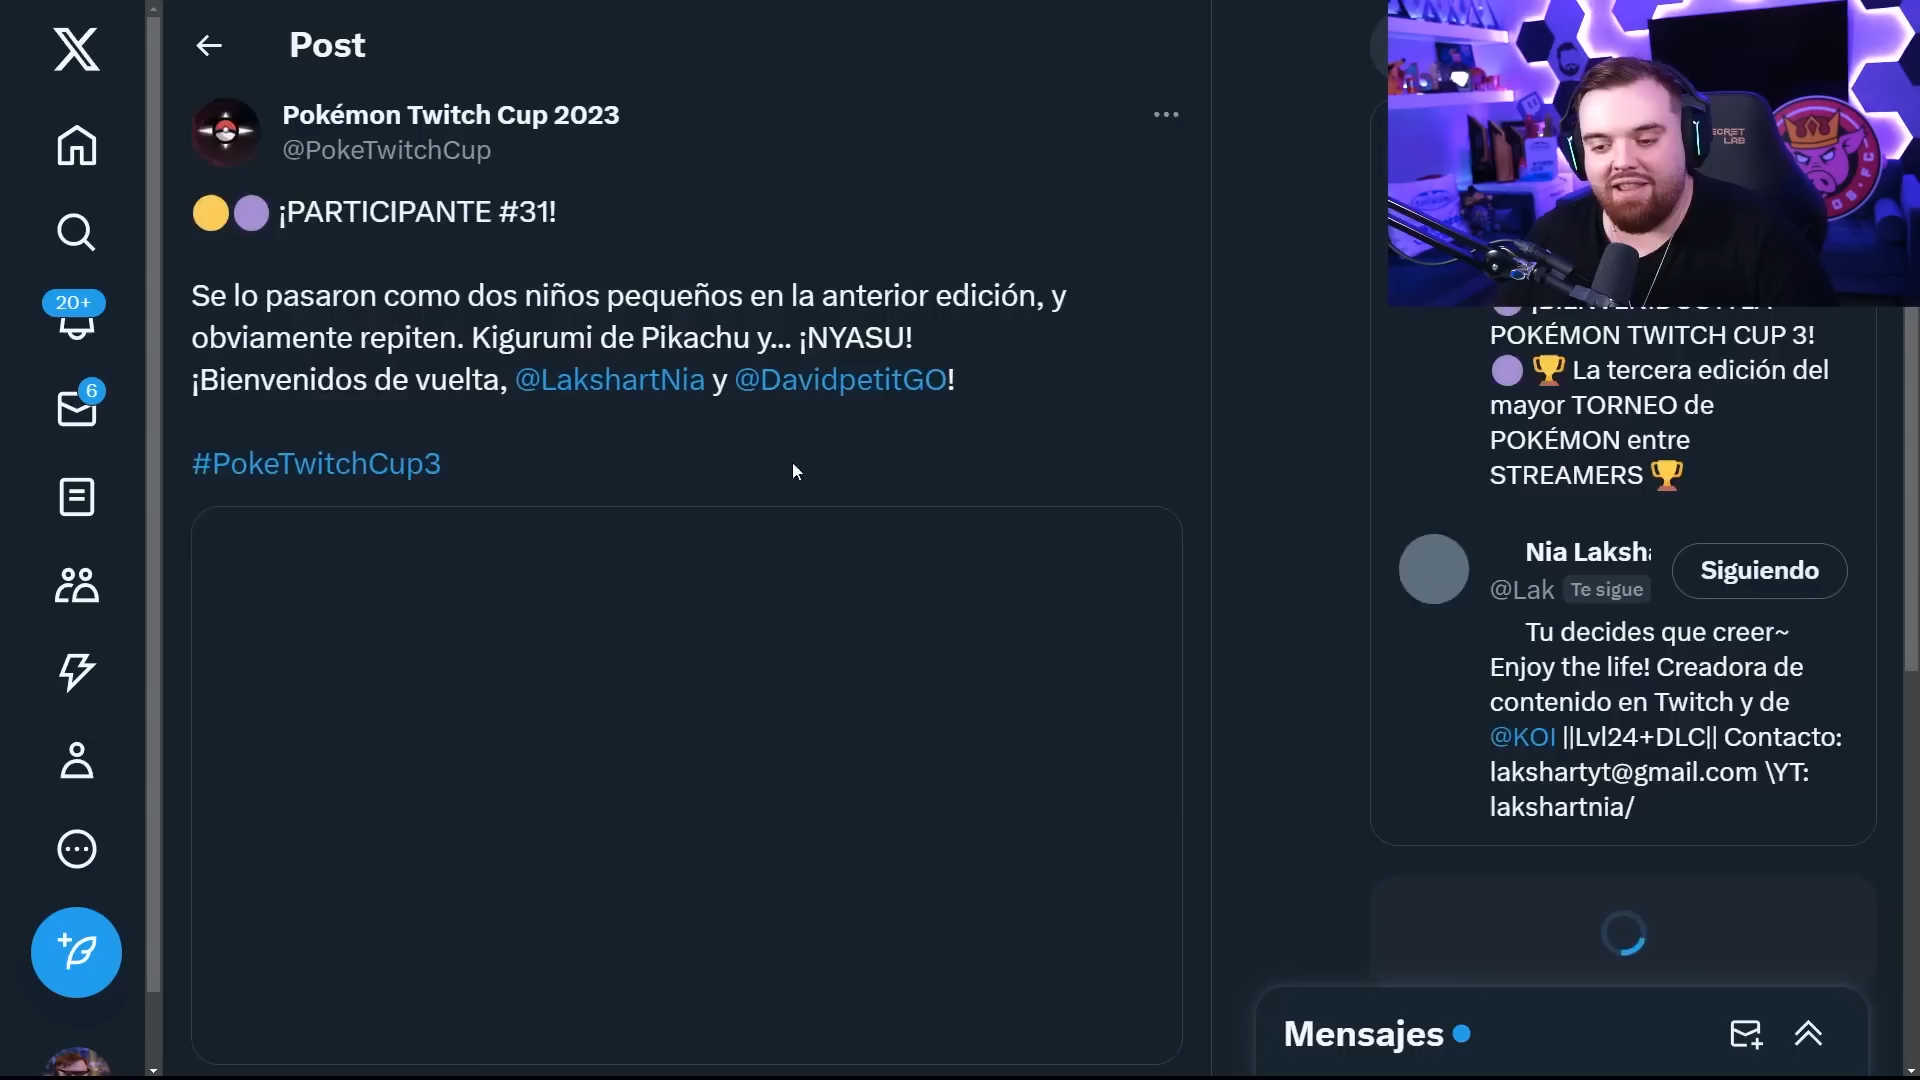 Post
Pokémon Twitch Cup 2023
@PokeTwitchCup
¡PARTICIPANTE #31!
Se lo pasaron como dos niños pequeños en la anterior edición, y
obviamente repiten. Kigurumi de Pikachu y... ¡NYASU!
¡Bienvenidos de vuelta, @LakshartNia y @DavidpetitGO!
#PokeTwitchCup3
20+
6
SECRET
LAB
POKÉMON TWITCH CUP 3!
La tercera edición del
mayor TORNEO de
POKÉMON entre
STREAMERS
Nia Laksha
@Lak Te sigue
Siguiendo
Tu decides que creer~
Enjoy the life! Creadora de
contenido en Twitch y de
@KOI ||Lvl24+DLC|| Contacto:
lakshartyt@gmail.com \YT:
lakshartnia/
Mensajes